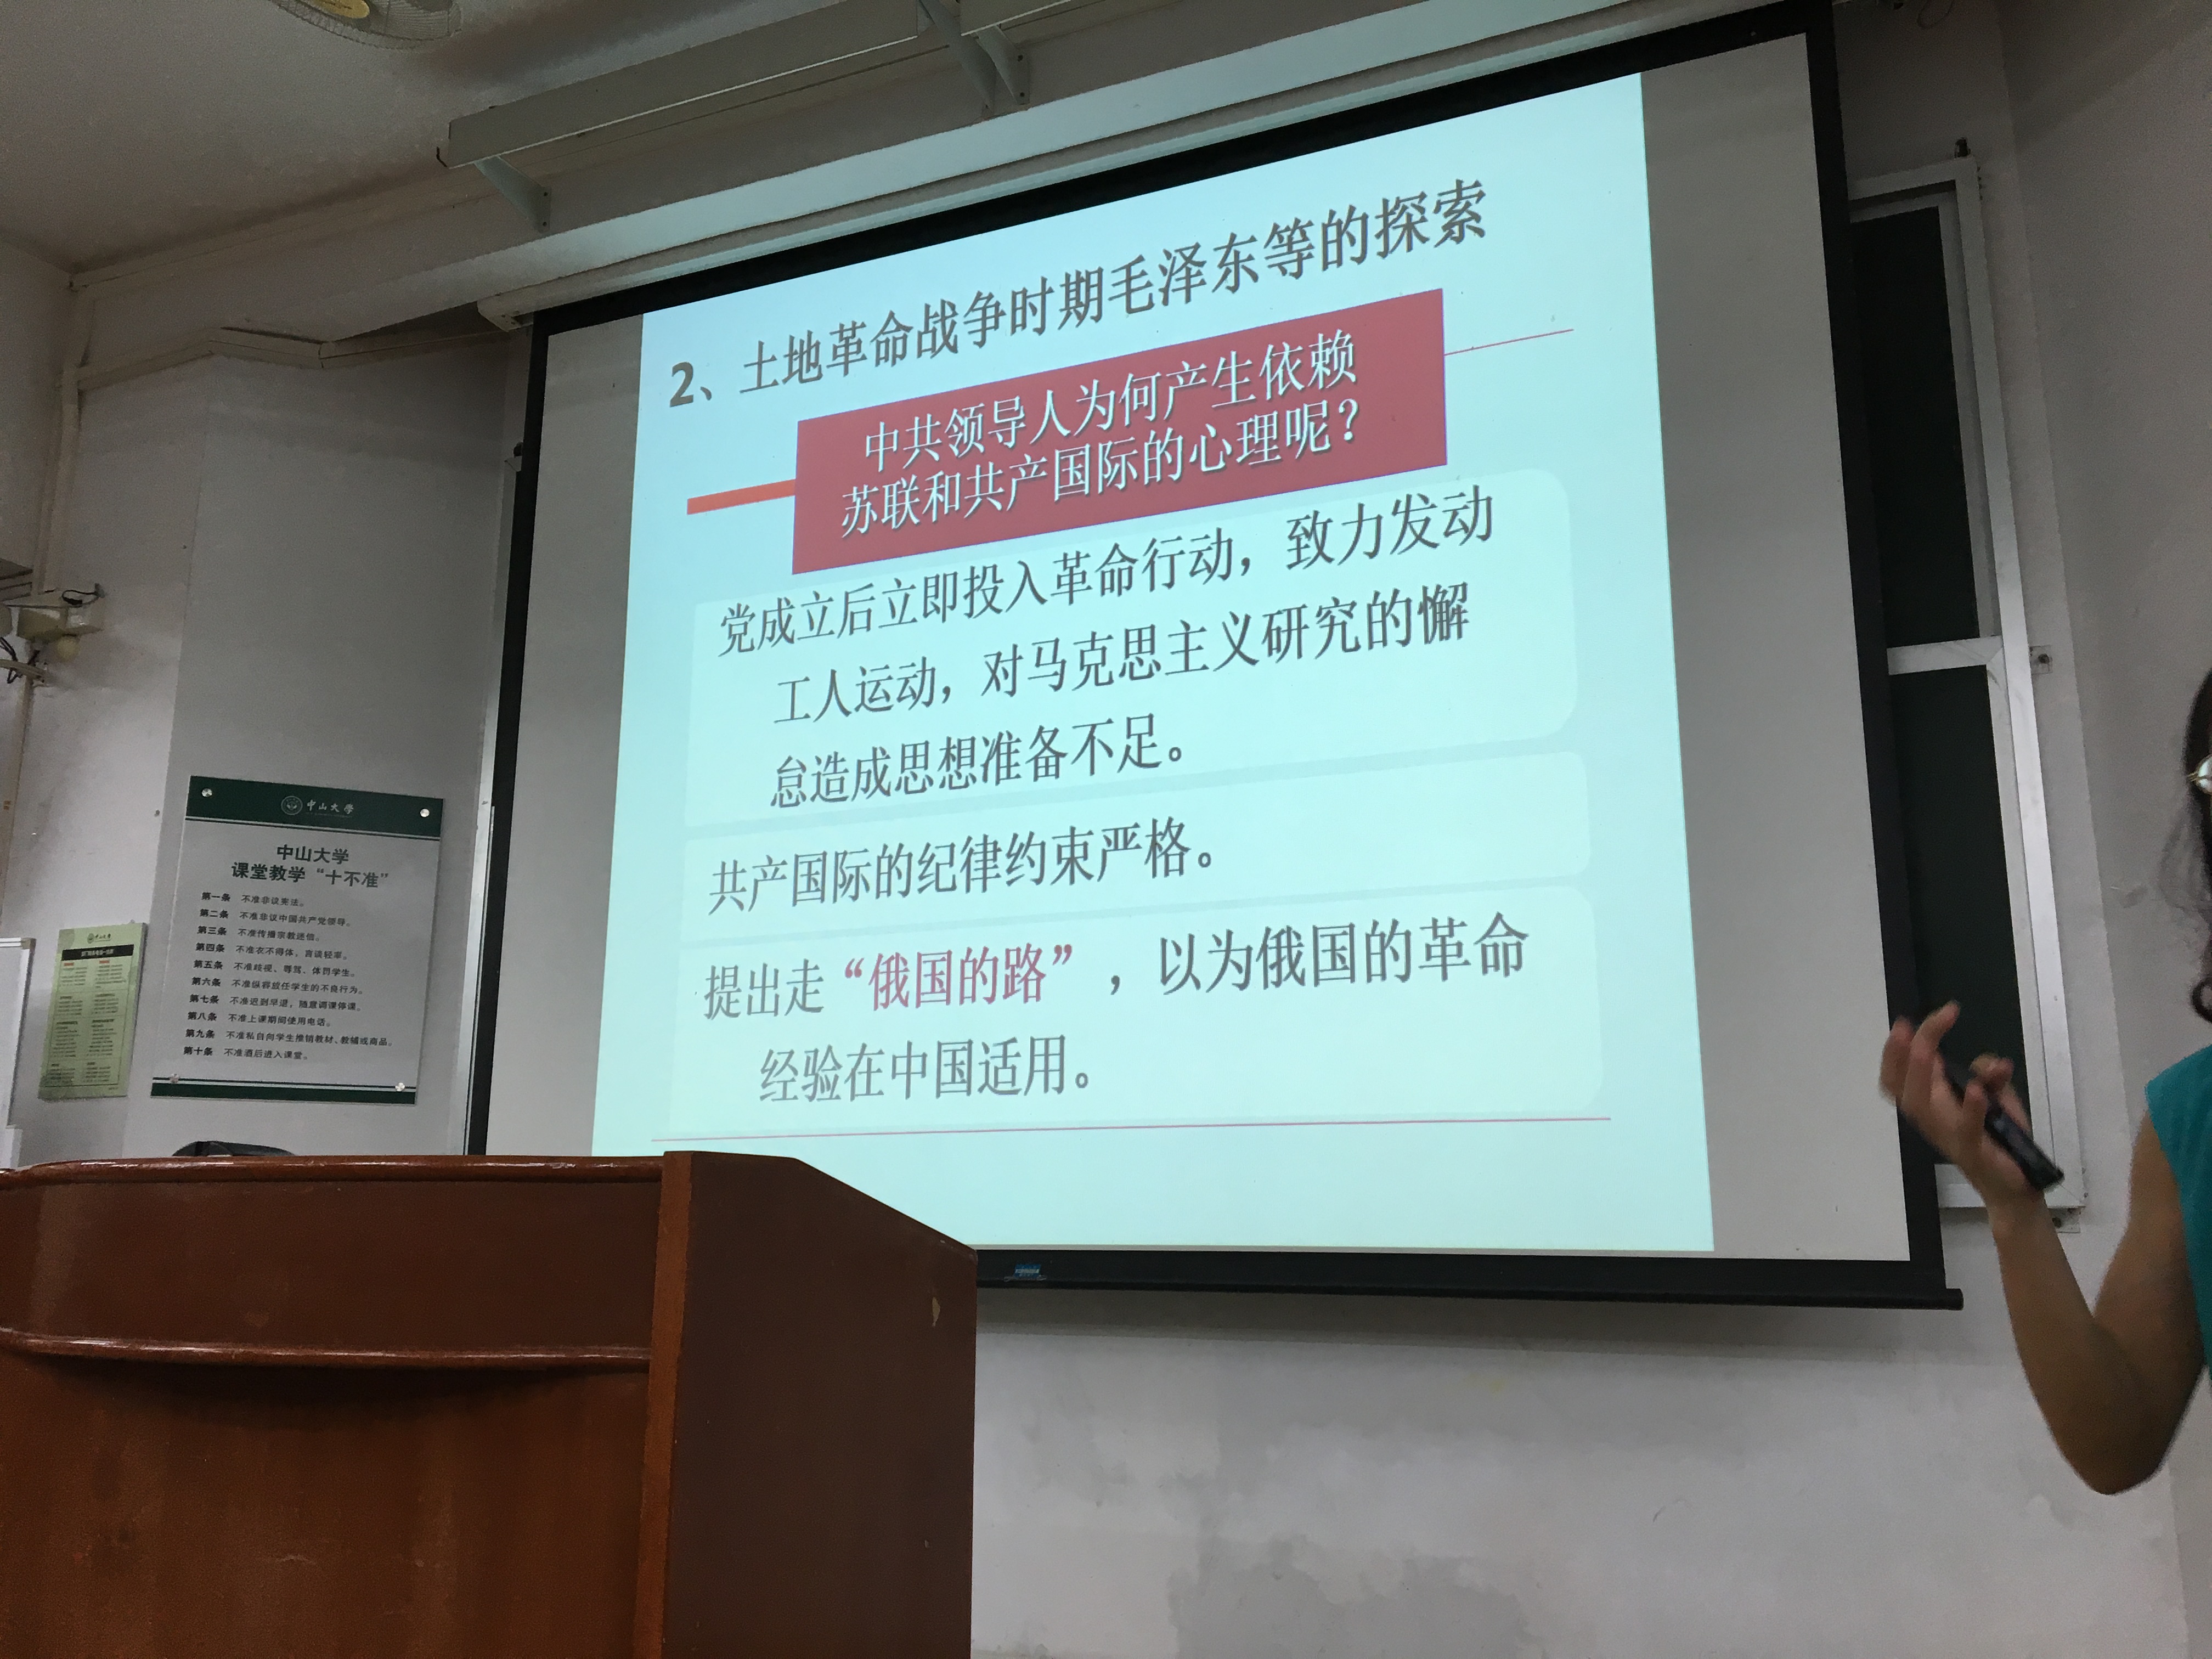 2、土地革命战争时期毛泽东等的探索
中共领导人为何产生依赖
苏联和共产国际的心理呢？
党成立后立即投入革命行动，致力发动
工人运动，对马克思主义研究的懈
怠造成思想准备不足。
共产国际的纪律约束严格。
提出走“俄国的路”，以为俄国的革命
经验在中国适用。
中山大学
中山大学
课堂教学“十不准”
第一条 不准非议宪法。
第二条 不准非议中国共产党领导。
第三条 不准传播宗教迷信。
第四条 不准衣不得体，言谈轻率。
第五条 不准歧视、辱骂、体罚学生。
第六条 不准纵容放任学生的不良行为。
第七条 不准迟到早退，随意调课停课。
第八条 不准上课期间使用电话。
第九条 不准私自向学生推销教材、教辅或商品。
第十条 不准酒后进入课堂。
中山大学